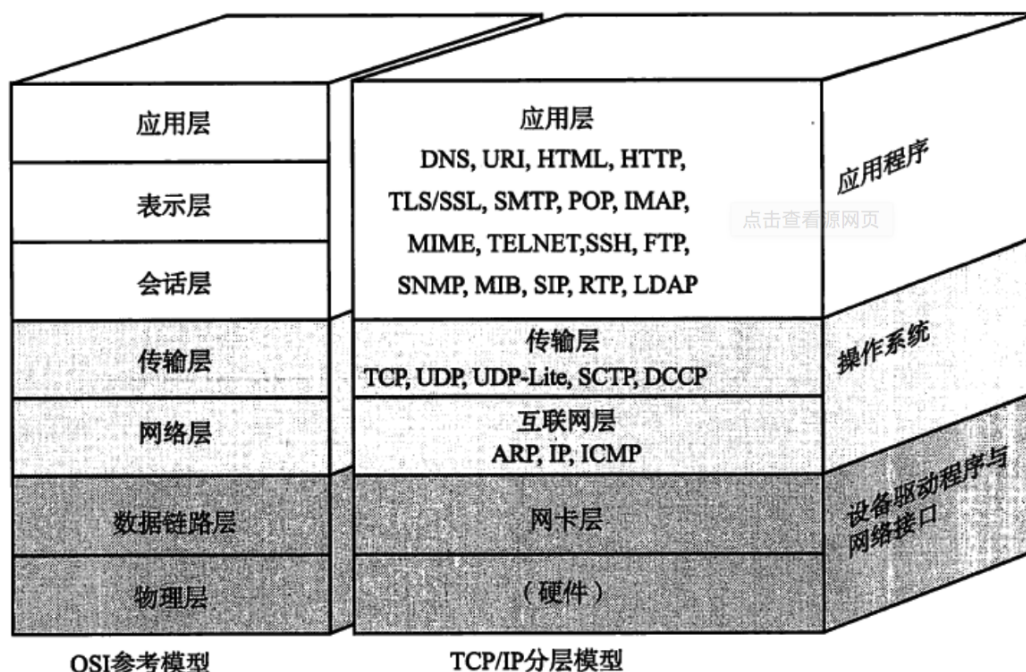 应用层
表示层
会话层
传输层
网络层
数据链路层
物理层
OSI参考模型
应用层
DNS, URI, HTML, HTTP,
TLS/SSL, SMTP, POP, IMAP,
MIME, TELNET,SSH, FTP,
SNMP, MIB, SIP, RTP, LDAP
传输层
TCP, UDP, UDP-Lite, SCTP, DCCP
互联网层
ARP, IP, ICMP
网卡层
（硬件）
TCP/IP分层模型
应用程序
操作系统
设备驱动程序与
网络接口
点击查看源网页